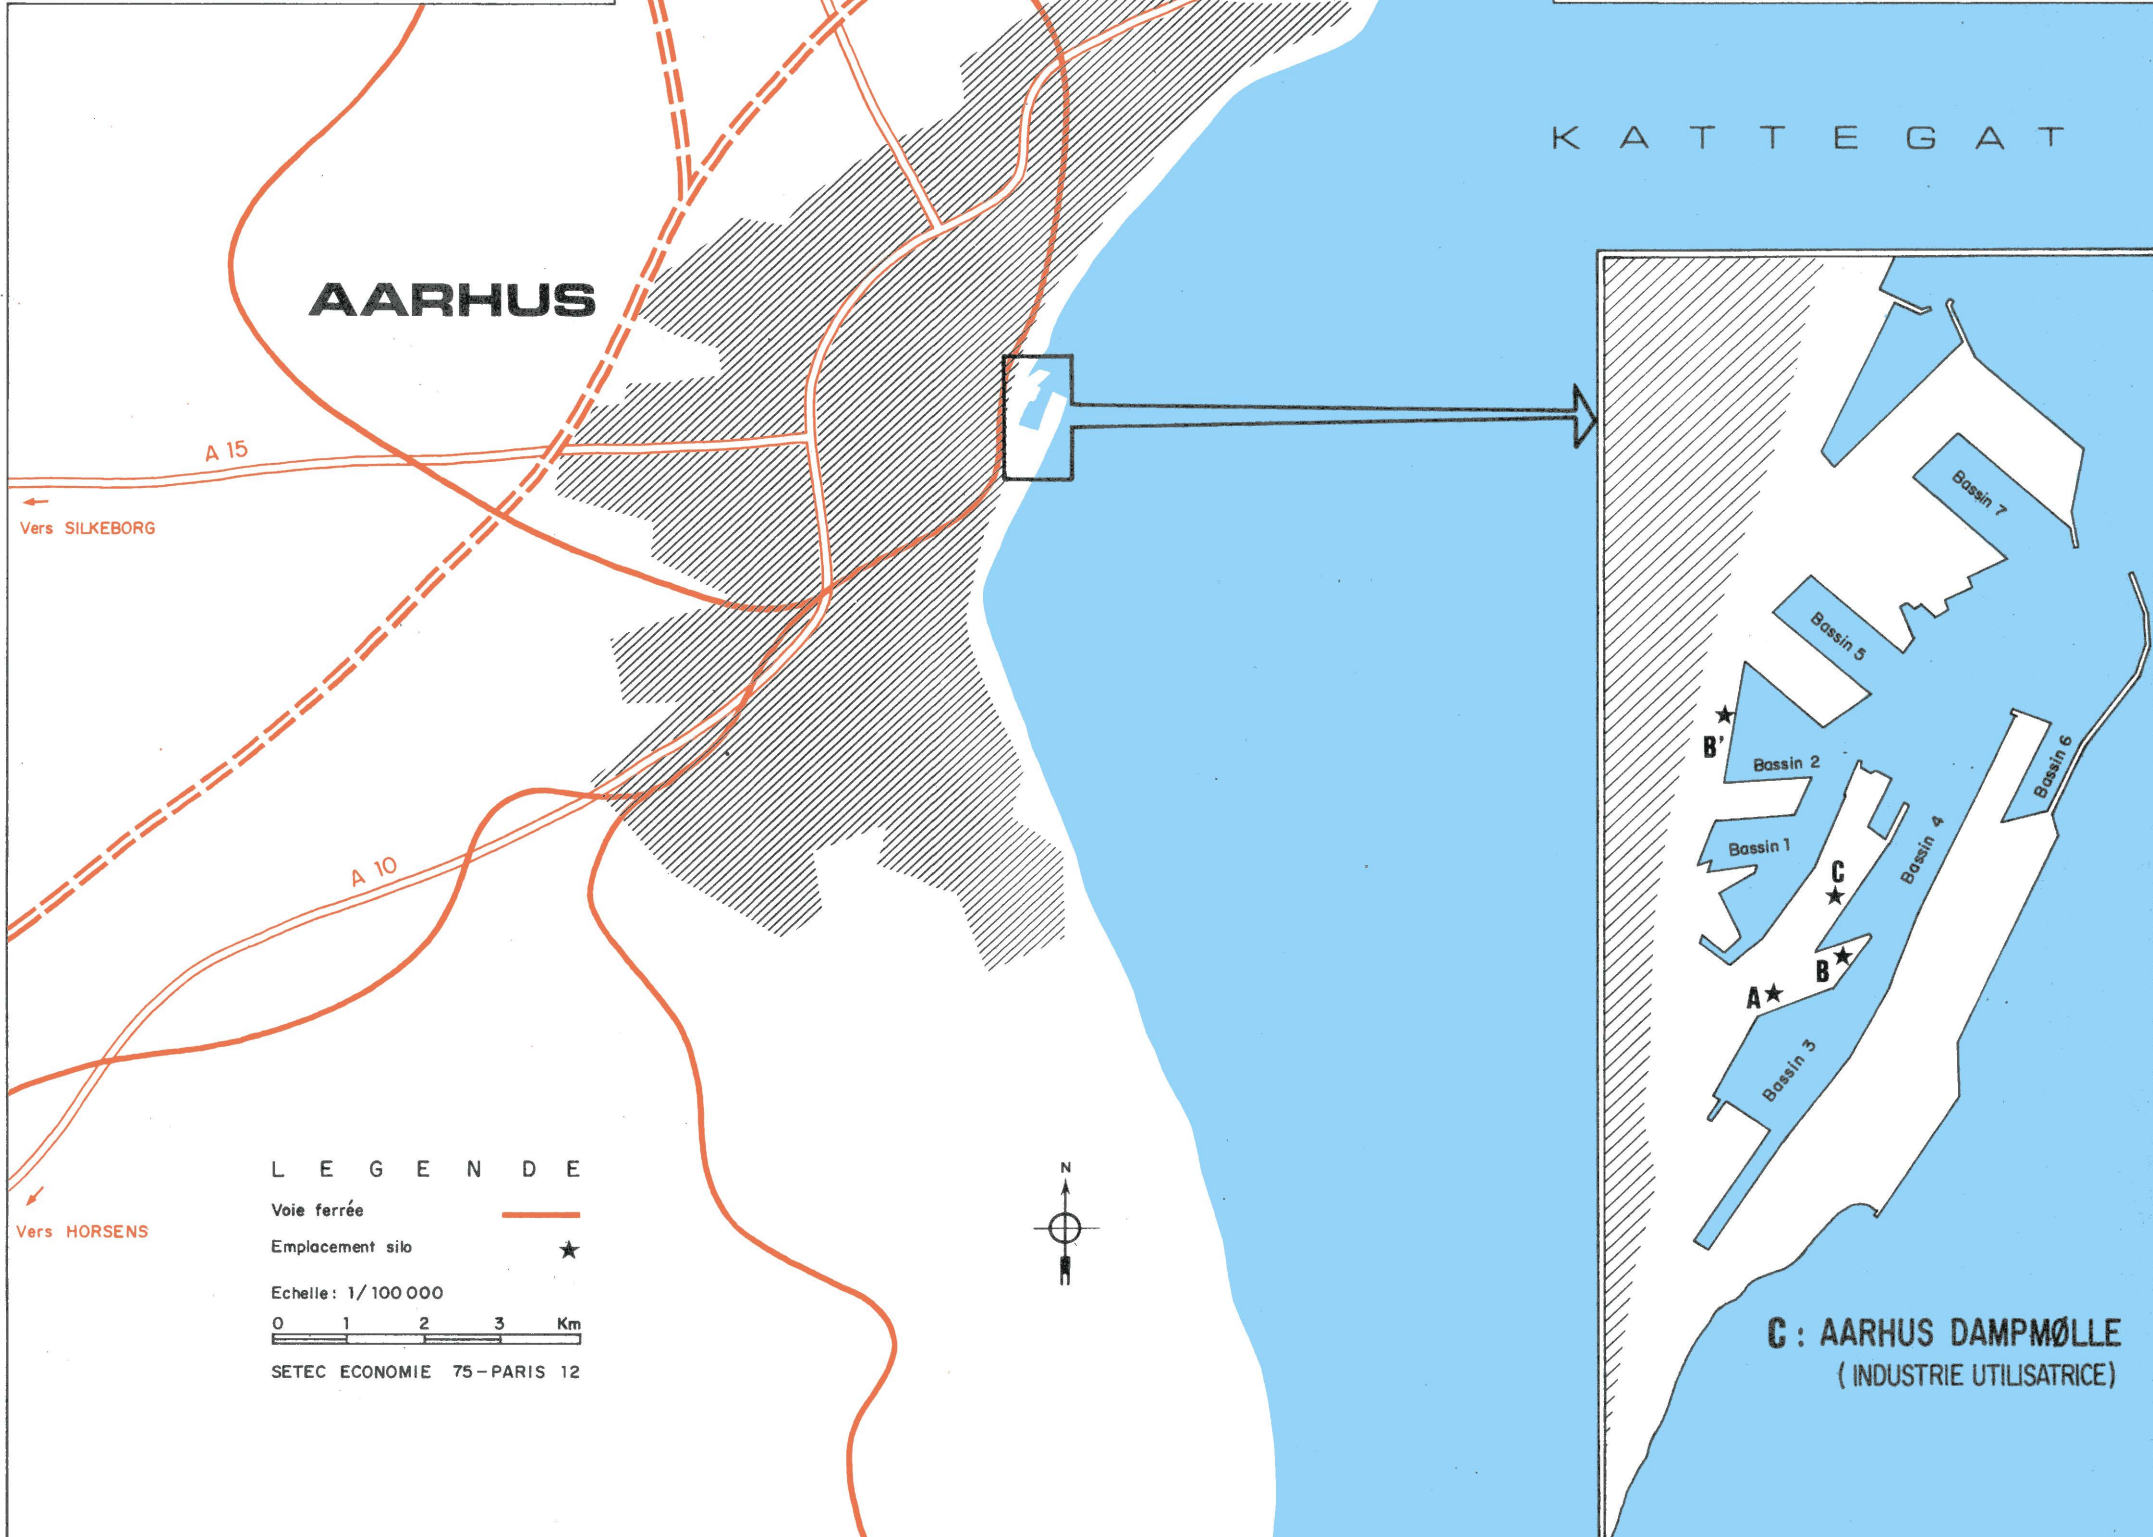 KATTEGAT
AARHUS
A 15
Vers SILKEBORG
A 10
Vers HORSENS
LEGENDE
Voie ferrée
Emplacement silo
Echelle: 1/100 000
0 1 2 3 Km
SETEC ECONOMIE 75-PARIS 12
N
Bassin 7
Bassin 5
B'
Bassin 2
Bassin 6
Bassin 1
Bassin 4
C
B
A
Bassin 3
C : AARHUS DAMPMØLLE
( INDUSTRIE UTILISATRICE)